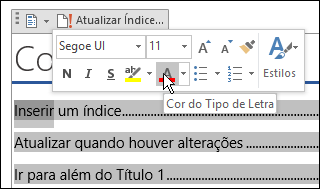 Atualizar Índice...
Segoe UI 11 A A A
Co
N I S ab A Estilos
Cor do Tipo de Letra
Inserir um índice
Atualizar quando houver alterações
Ir para além do Título 1